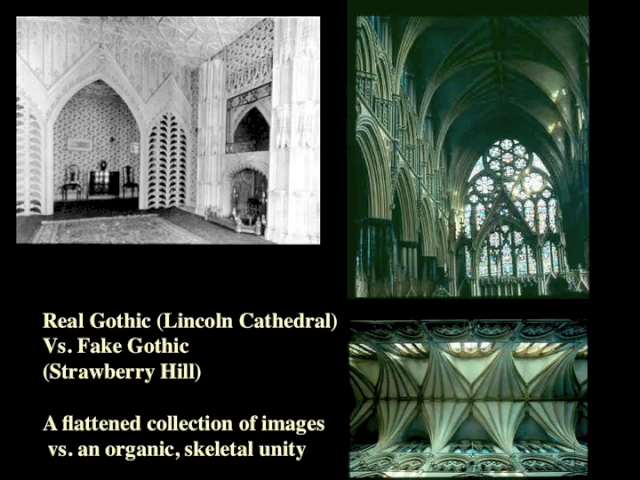 Real Gothic (Lincoln Cathedral)
Vs. Fake Gothic
(Strawberry Hill)
A flattened collection of images
vs. an organic, skeletal unity